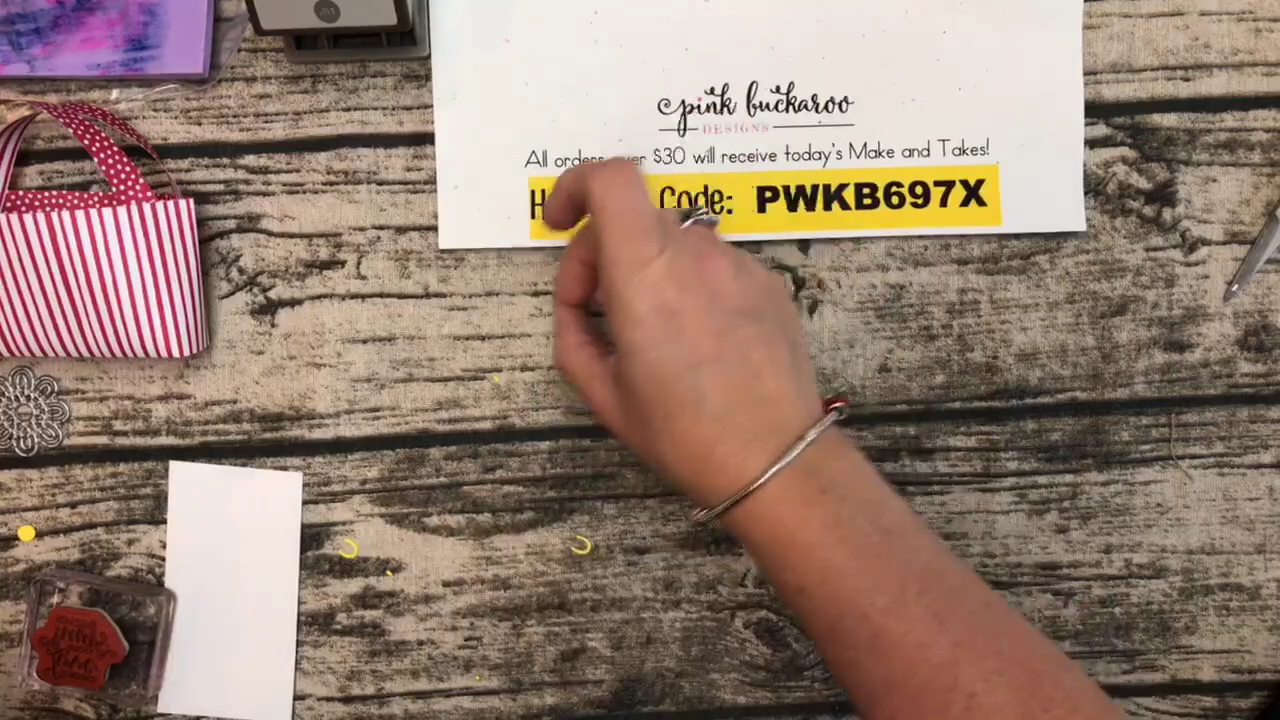 pink buckaroo
DESIGNS
All orders over $30 will receive today's Make and Takes!
Code: PWKB697X